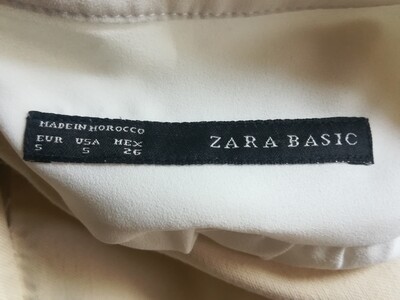 MADE IN MOROCCO
EUR USA MEX
S S 26
ZARA BASIC